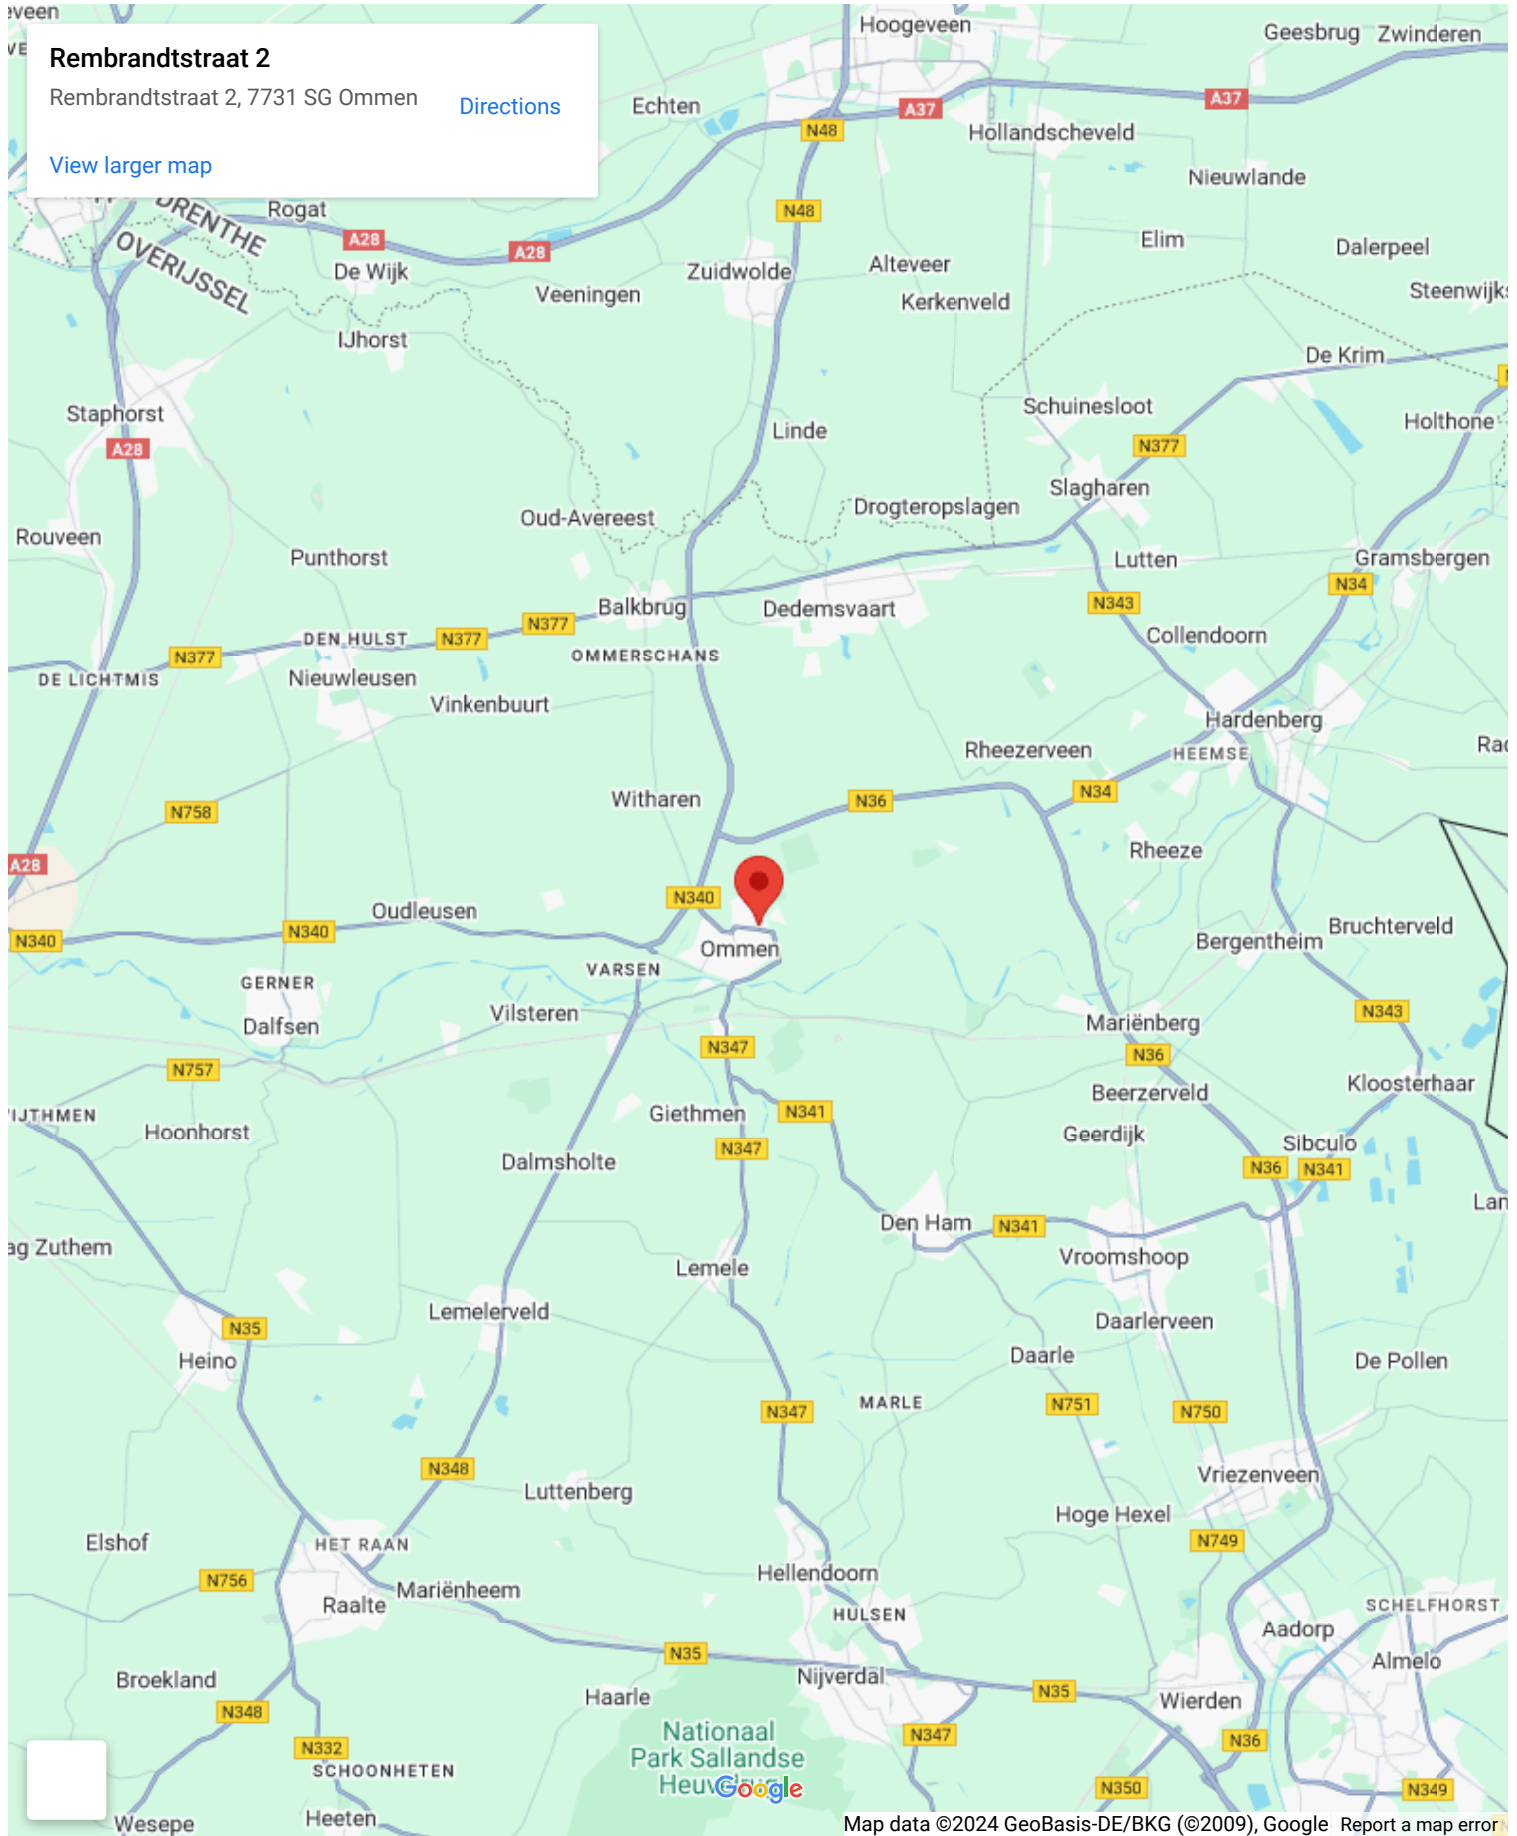 Rembrandtstraat 2
Rembrandtstraat 2, 7731 SG Ommen
Directions
View larger map
Hoogeveen
Geesbrug
Zwinderen
Echten
A37
A37
N48
Hollandscheveld
Nieuwlande
DRENTHE
Rogat
N48
OVERIJSSEL
A28
A28
Elim
Dalerpeel
De Wijk
Zuidwolde
Alteveer
Veeningen
Kerkenveld
IJhorst
De Krim
Staphorst
Schuinesloot
Holthone
Linde
A28
N377
Slagharen
Oud-Avereest
Drogteropslagen
Rouveen
Punthorst
Lutten
Gramsbergen
N34
Balkbrug
Dedemsvaart
N343
N377
DEN HULST
N377
Collendoorn
N377
OMMERSCHANS
DE LICHTMIS
Nieuwleusen
Vinkenbuurt
Hardenberg
Rheezerveen
HEEMSE
N34
Witharen
N36
N758
Rheeze
A28
N340
Oudleusen
N340
N340
Ommen
Bruchterveld
Bergentheim
VARSEN
GERNER
Vilsteren
N343
Dalfsen
Mariënberg
N347
N36
N757
Kloosterhaar
Beerzerveld
Giethmen
N341
Hoonhorst
Geerdijk
Sibculo
N347
Dalmsholte
N36
N341
Den Ham
N341
Vroomshoop
Lemele
Lemelerveld
Daarlerveen
N35
Heino
Daarle
De Pollen
MARLE
N751
N347
N750
N348
Vriezenveen
Luttenberg
Hoge Hexel
Elshof
HET RAAN
N749
Hellendoorn
N756
Mariënheem
Raalte
HULSEN
SCHELFHORST
Aadorp
N35
Almelo
Broekland
Nijverdal
N35
Haarle
Wierden
N348
Nationaal
Park Sallandse
N347
N36
N332
SCHOONHETEN
Google
N350
N349
Wesepe
Heeten
Map data ©2024 GeoBasis-DE/BKG (©2009), Google
Report a map error